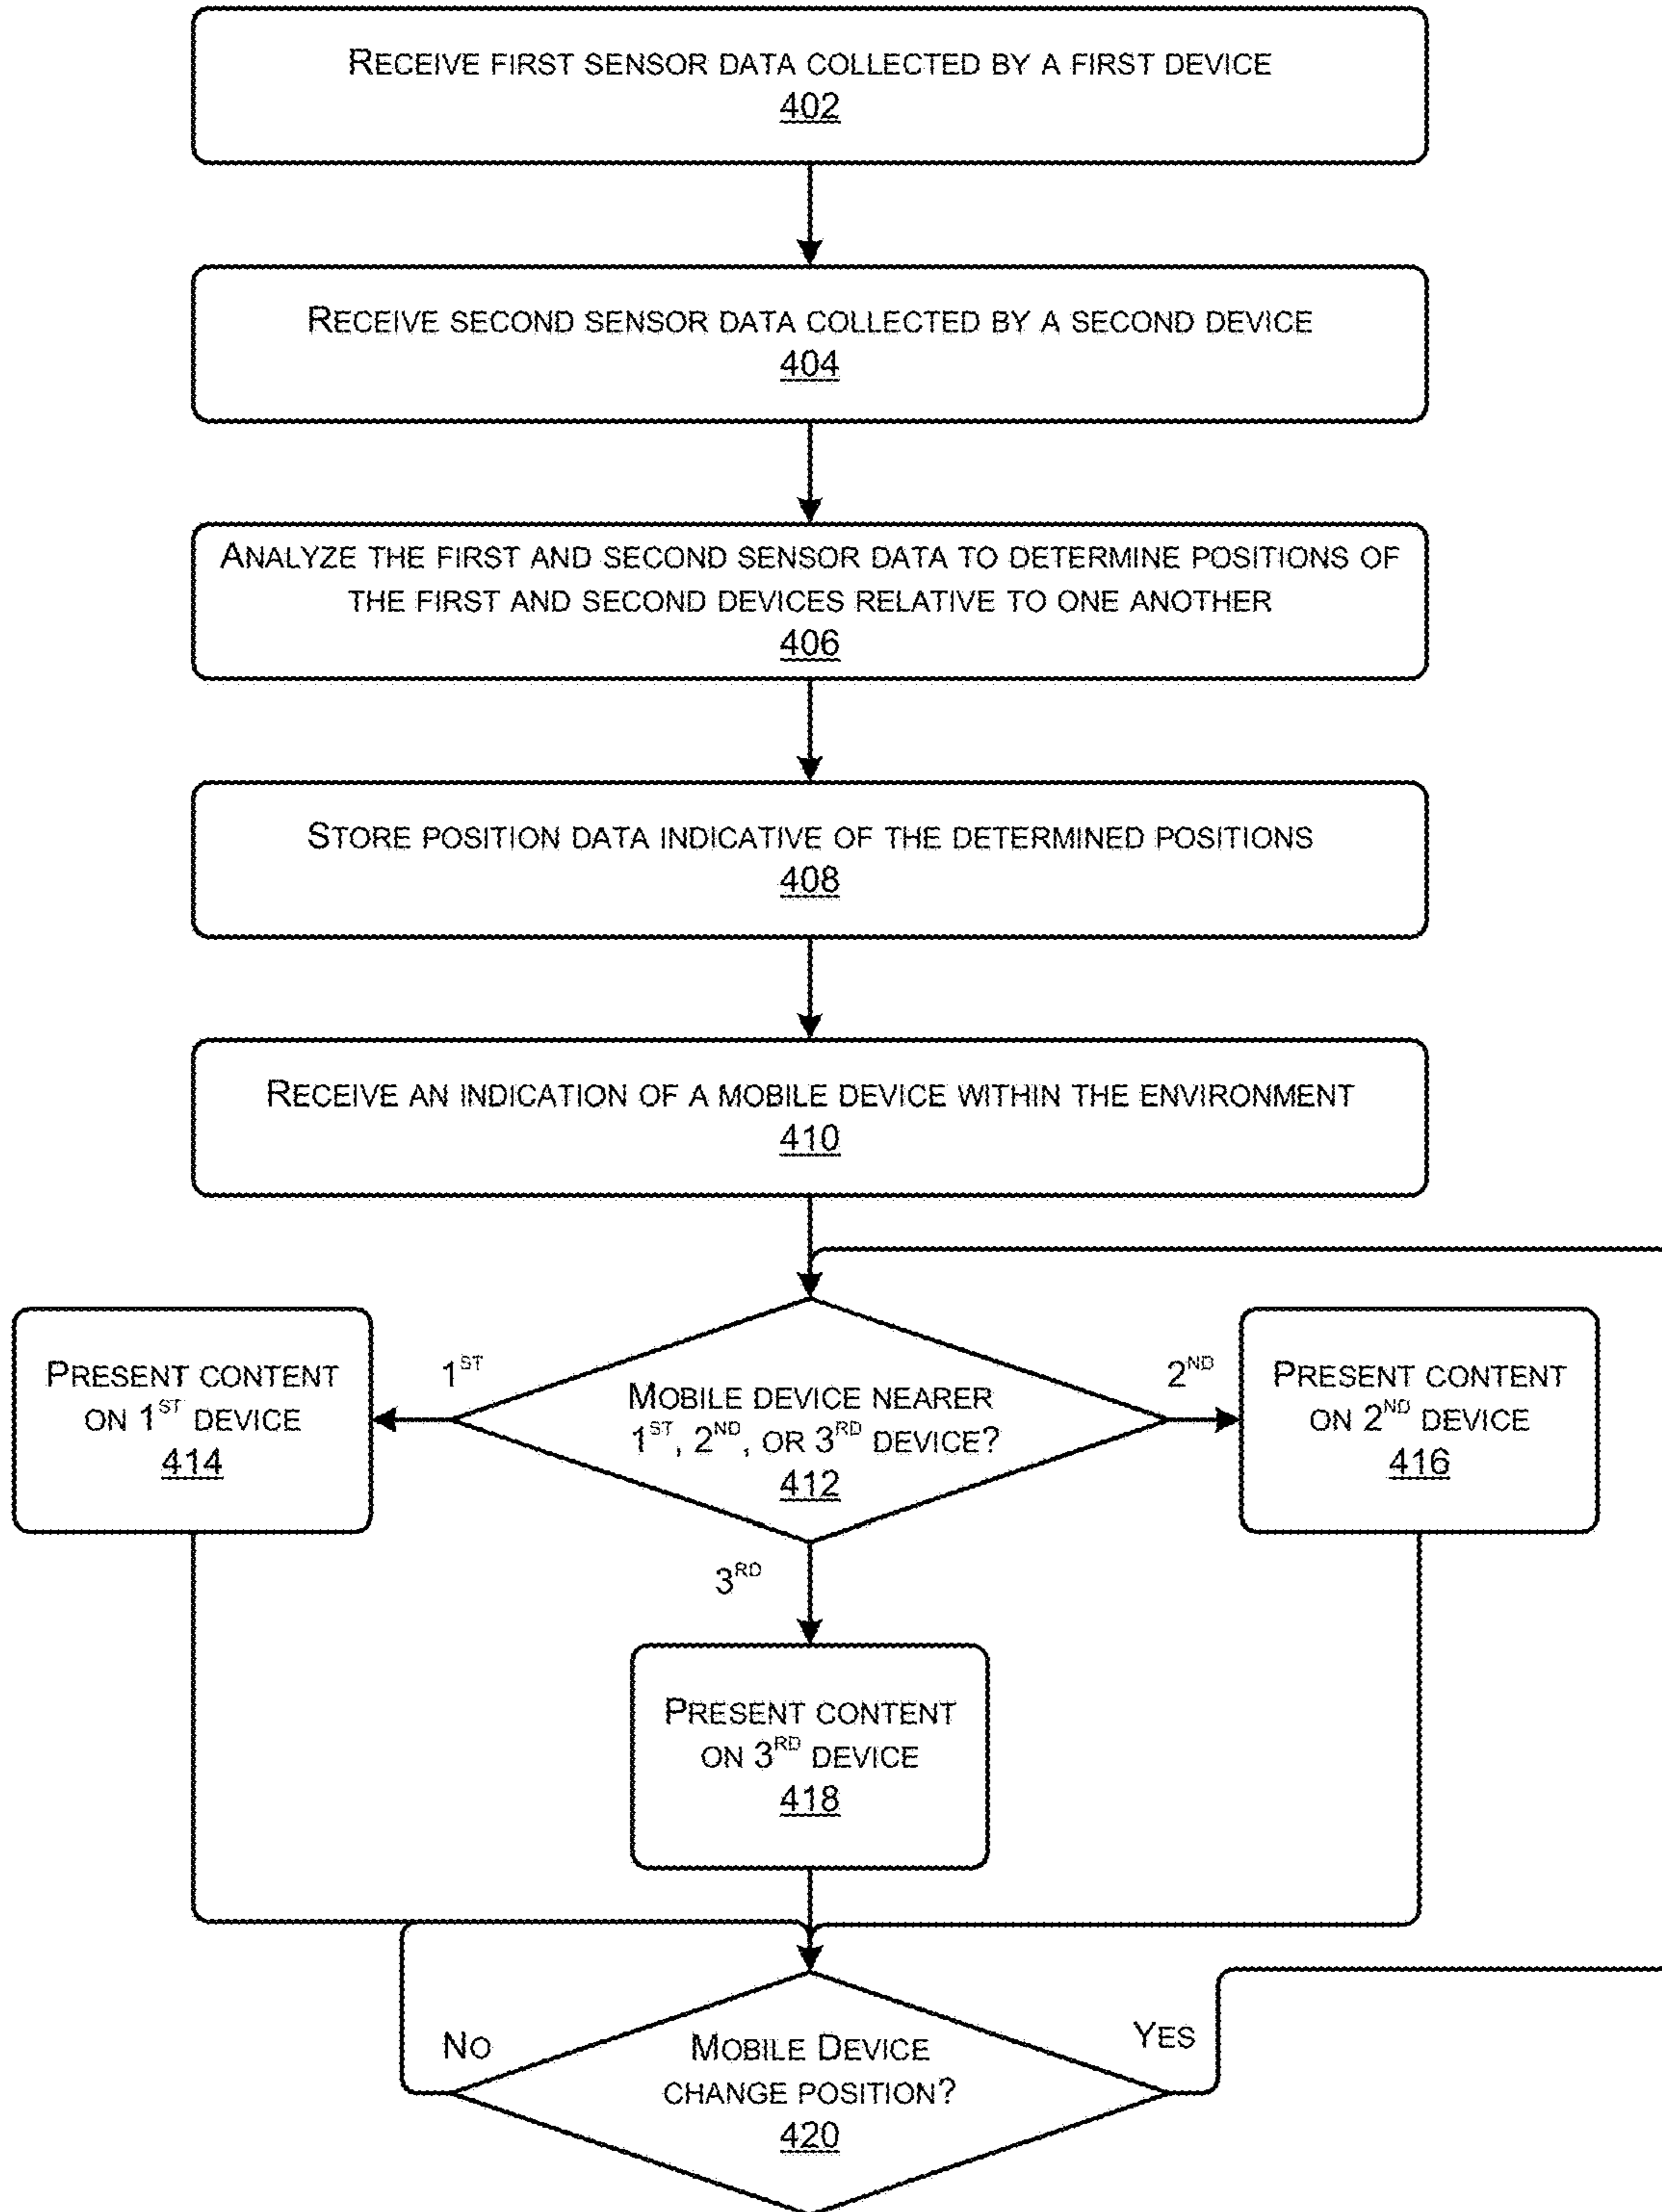 RECEIVE FIRST SENSOR DATA COLLECTED BY A FIRST DEVICE
402
RECEIVE SECOND SENSOR DATA COLLECTED BY A SECOND DEVICE
404
ANALYZE THE FIRST AND SECOND SENSOR DATA TO DETERMINE POSITIONS OF
THE FIRST AND SECOND DEVICES RELATIVE TO ONE ANOTHER
406
STORE POSITION DATA INDICATIVE OF THE DETERMINED POSITIONS
408
RECEIVE AN INDICATION OF A MOBILE DEVICE WITHIN THE ENVIRONMENT
410
PRESENT CONTENT
ON 1ST DEVICE
414
1ST
MOBILE DEVICE NEARER
1ST, 2ND, OR 3RD DEVICE?
412
2ND
PRESENT CONTENT
ON 2ND DEVICE
416
3RD
PRESENT CONTENT
ON 3RD DEVICE
418
NO
MOBILE DEVICE
CHANGE POSITION?
420
YES